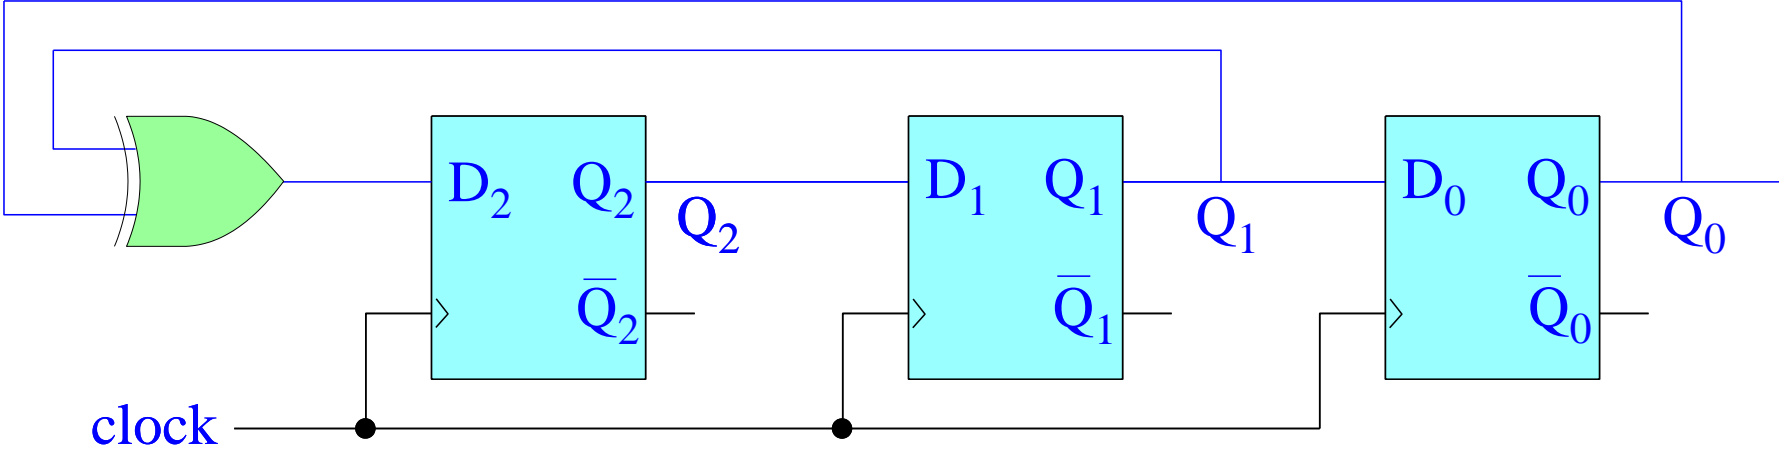 D₂ Q₂ D₁ Q₁ D₀ Q₀
Q₂ Q₁ Q₀
Q̅₂ Q̅₁ Q̅₀
clock